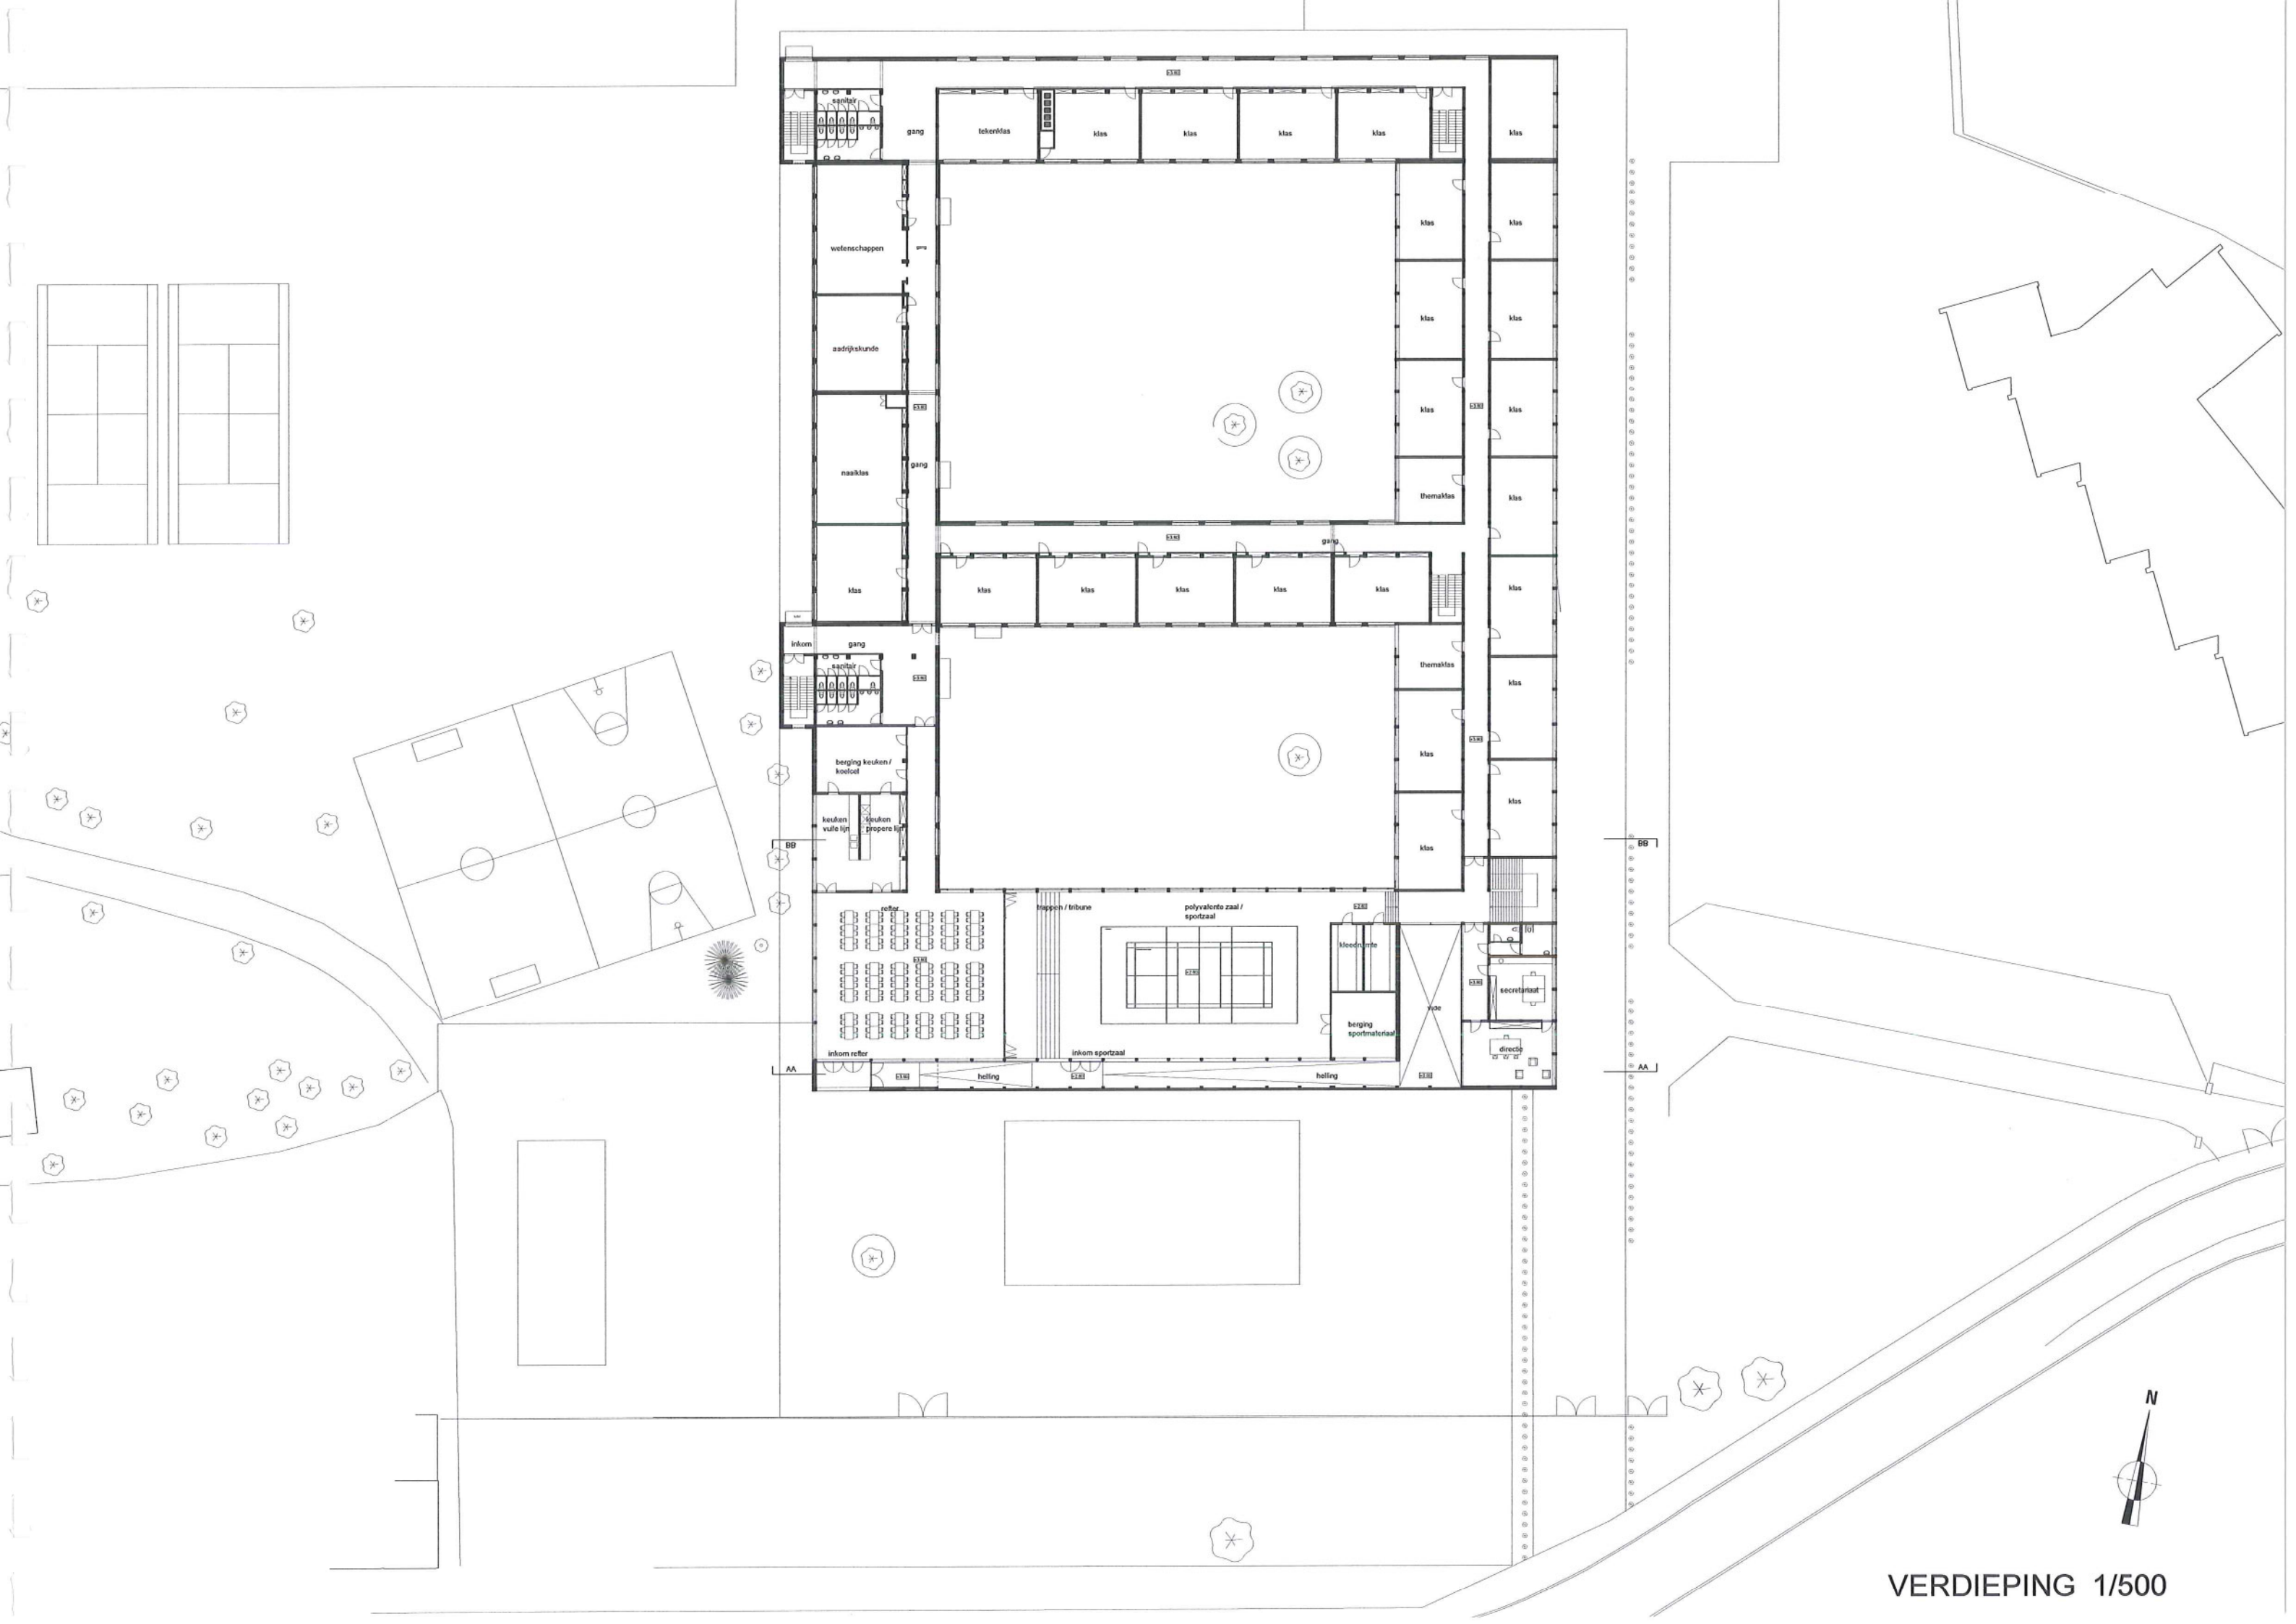 sanitair
gang
tekenklas
klas
klas
klas
klas
klas
wetenschappen
gang
klas
klas
aadrijkskunde
klas
klas
klas
klas
naaiklas
gang
themaklas
klas
gang
klas
klas
klas
klas
klas
klas
klas
inkom
gang
sanitair
themaklas
klas
berging keuken /
koelcel
klas
klas
keuken
vuile lijn
keuken
propere lijn
klas
BB
BB
refter
trappen / tribune
polyvalente zaal /
sportzaal
kleedruimte
secretariaat
vide
berging
sportmateriaal
directie
inkom refter
inkom sportzaal
AA
helling
helling
AA
N
VERDIEPING 1/500